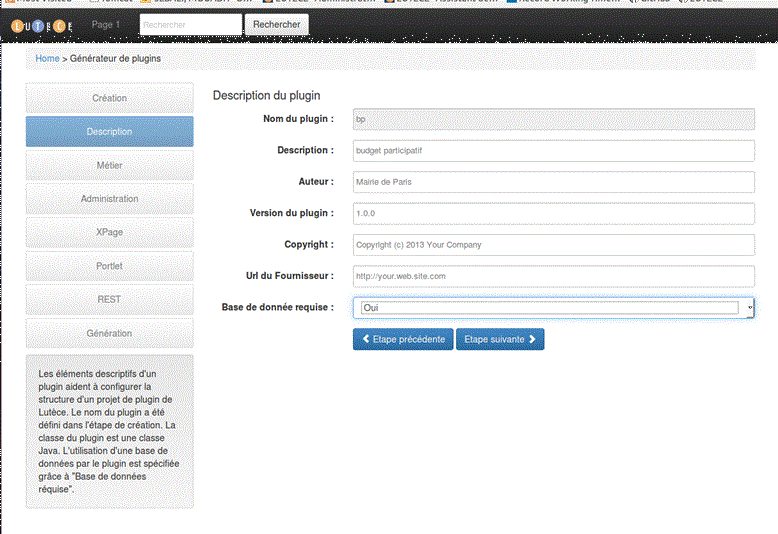 LUTECE Page 1 Rechercher Rechercher
Home > Générateur de plugins
Création
Description
Métier
Administration
XPage
Portlet
REST
Génération
Les éléments descriptifs d'un
plugin aident à configurer la
structure d'un projet de plugin de
Lutèce. Le nom du plugin a été
défini dans l'étape de création. La
classe du plugin est une classe
Java. L'utilisation d'une base de
données par le plugin est spécifiée
grâce à "Base de données
réquise".
Description du plugin
Nom du plugin : bp
Description : budget participatif
Auteur : Mairie de Paris
Version du plugin : 1.0.0
Copyright : Copyright (c) 2013 Your Company
Url du Fournisseur : http://your.web.site.com
Base de donnée requise : Oui
Etape précédente Etape suivante